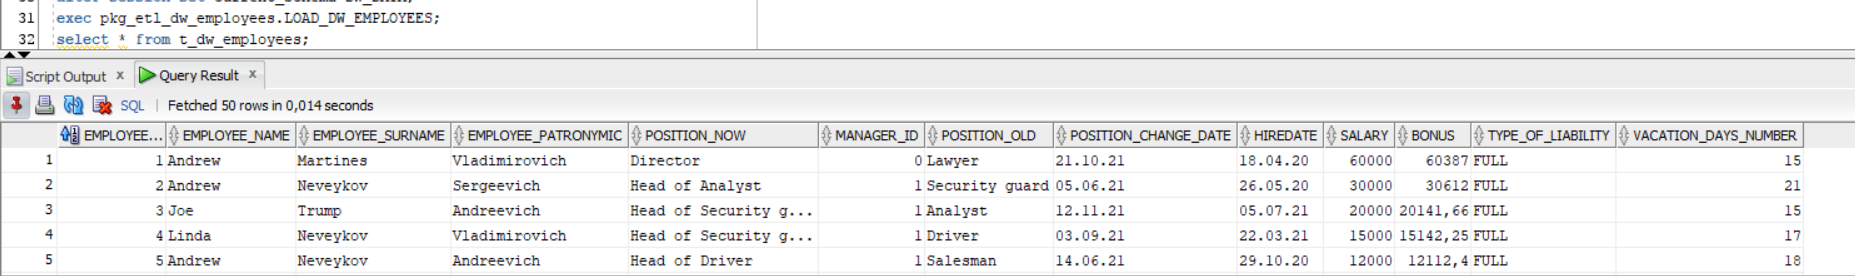 31 exec pkg_etl_dw_employees.LOAD_DW_EMPLOYEES;
32 select * from t_dw_employees;
Script Output x Query Result x
SQL | Fetched 50 rows in 0,014 seconds
EMPLOYEE... EMPLOYEE_NAME EMPLOYEE_SURNAME EMPLOYEE_PATRONYMIC POSITION_NOW MANAGER_ID POSITION_OLD POSITION_CHANGE_DATE HIREDATE SALARY BONUS TYPE_OF_LIABILITY VACATION_DAYS_NUMBER
1 1 Andrew Martines Vladimirovich Director 0 Lawyer 21.10.21 18.04.20 60000 60387 FULL 15
2 2 Andrew Neveykov Sergeevich Head of Analyst 1 Security guard 05.06.21 26.05.20 30000 30612 FULL 21
3 3 Joe Trump Andreevich Head of Security g... 1 Analyst 12.11.21 05.07.21 20000 20141,66 FULL 15
4 4 Linda Neveykov Vladimirovich Head of Security g... 1 Driver 03.09.21 22.03.21 15000 15142,25 FULL 17
5 5 Andrew Neveykov Andreevich Head of Driver 1 Salesman 14.06.21 29.10.20 12000 12112,4 FULL 18